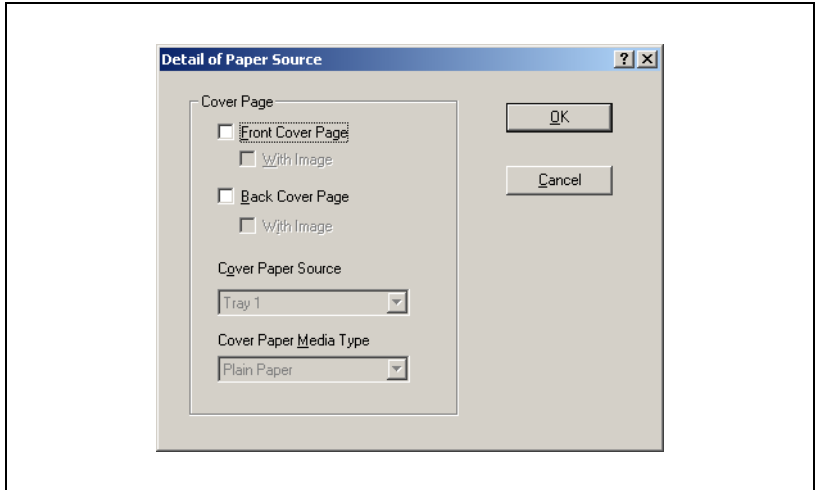 Detail of Paper Source
Cover Page
Front Cover Page
With Image
Back Cover Page
With Image
Cover Paper Source
Tray 1
Cover Paper Media Type
Plain Paper
OK
Cancel